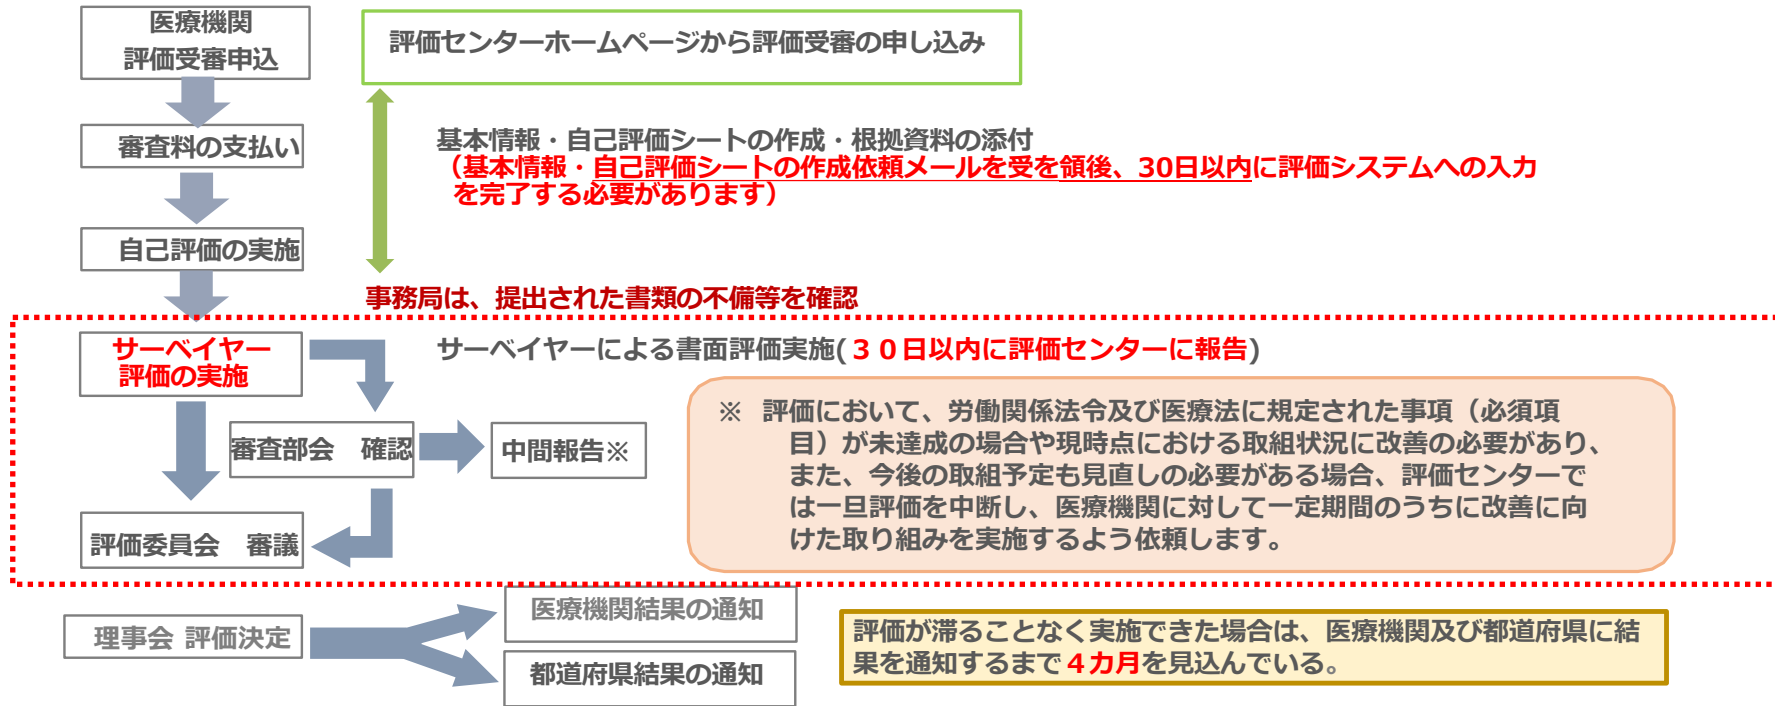 医療機関
評価受審申込
評価センターホームページから評価受審の申し込み
審査料の支払い
基本情報・自己評価シートの作成・根拠資料の添付
（基本情報・自己評価シートの作成依頼メールを受を領後、30日以内に評価システムへの入力
を完了する必要があります）
自己評価の実施
事務局は、提出された書類の不備等を確認
サーベイヤー
評価の実施
サーベイヤーによる書面評価実施(３０日以内に評価センターに報告)
審査部会　確認
中間報告※
※　評価において、労働関係法令及び医療法に規定された事項（必須項
目）が未達成の場合や現時点における取組状況に改善の必要があり、
また、今後の取組予定も見直しの必要がある場合、評価センターで
は一旦評価を中断し、医療機関に対して一定期間のうちに改善に向
けた取り組みを実施するよう依頼します。
評価委員会　審議
理事会 評価決定
医療機関結果の通知
都道府県結果の通知
評価が滞ることなく実施できた場合は、医療機関及び都道府県に結
果を通知するまで４カ月を見込んでいる。